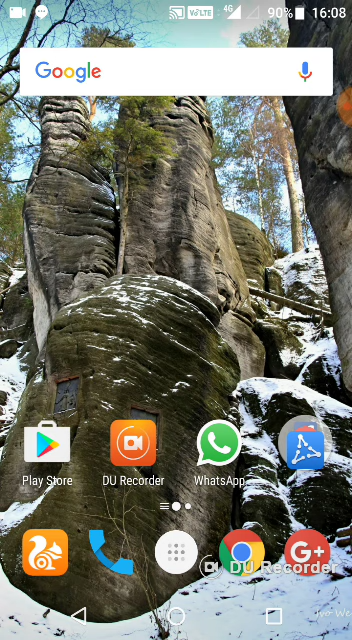 VoLTE 4G 90% 16:08
Google
Play Store DU Recorder WhatsApp
G+
DU Recorder